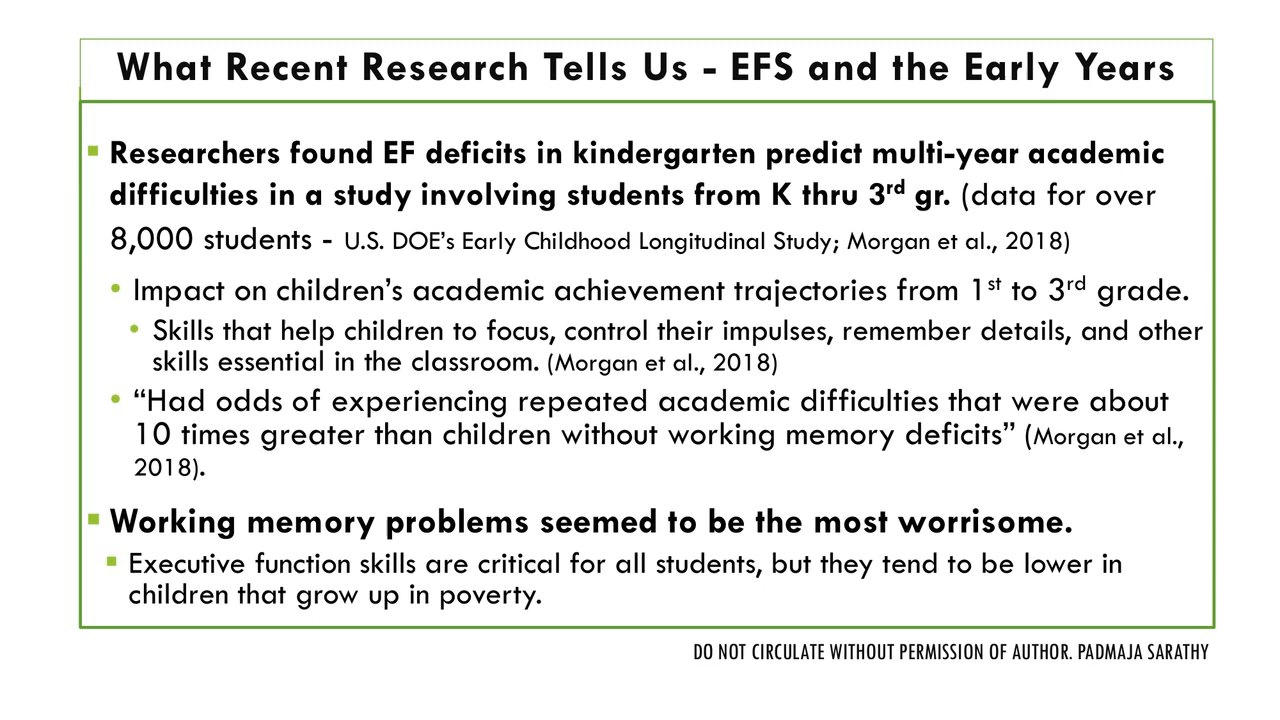 What Recent Research Tells Us - EFS and the Early Years
▪ Researchers found EF deficits in kindergarten predict multi-year academic
difficulties in a study involving students from K thru 3rd gr. (data for over
8,000 students - U.S. DOE’s Early Childhood Longitudinal Study; Morgan et al., 2018)
• Impact on children’s academic achievement trajectories from 1st to 3rd grade.
• Skills that help children to focus, control their impulses, remember details, and other
skills essential in the classroom. (Morgan et al., 2018)
• “Had odds of experiencing repeated academic difficulties that were about
10 times greater than children without working memory deficits” (Morgan et al.,
2018).
▪ Working memory problems seemed to be the most worrisome.
▪ Executive function skills are critical for all students, but they tend to be lower in
children that grow up in poverty.
DO NOT CIRCULATE WITHOUT PERMISSION OF AUTHOR. PADMAJA SARATHY